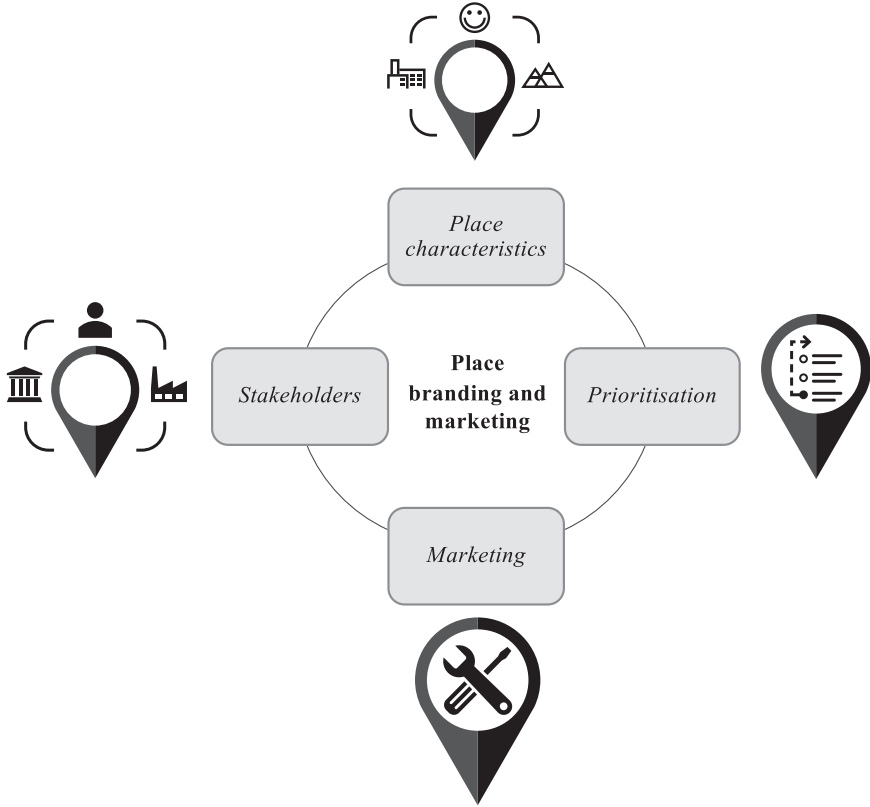 Place
characteristics
Stakeholders
Place
branding and
marketing
Prioritisation
Marketing